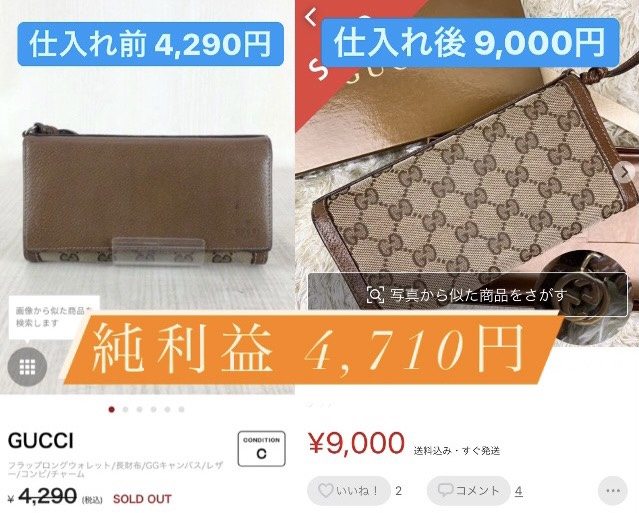 仕入れ前 4,290円
仕入れ後 9,000円
GUCCI
画像から似た商品を
検索します
写真から似た商品をさがす
純利益 4,710円
GUCCI
CONDITION
C
フラップロングウォレット/長財布/GGキャンバス/レザ
ー/コンビ/チャーム
¥ 4,290 (税込) SOLD OUT
¥9,000 送料込み・すぐ発送
いいね! 2
コメント 4